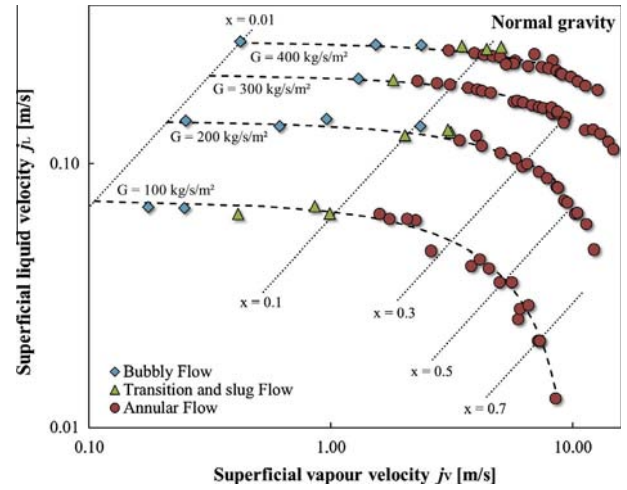 x = 0.01
Normal gravity
G = 400 kg/s/m²
G = 300 kg/s/m²
G = 200 kg/s/m²
G = 100 kg/s/m²
x = 0.1
x = 0.3
x = 0.5
x = 0.7
Bubbly Flow
Transition and slug Flow
Annular Flow
Superficial liquid velocity jL [m/s]
0.10
0.01
0.10
1.00
10.00
Superficial vapour velocity jv [m/s]